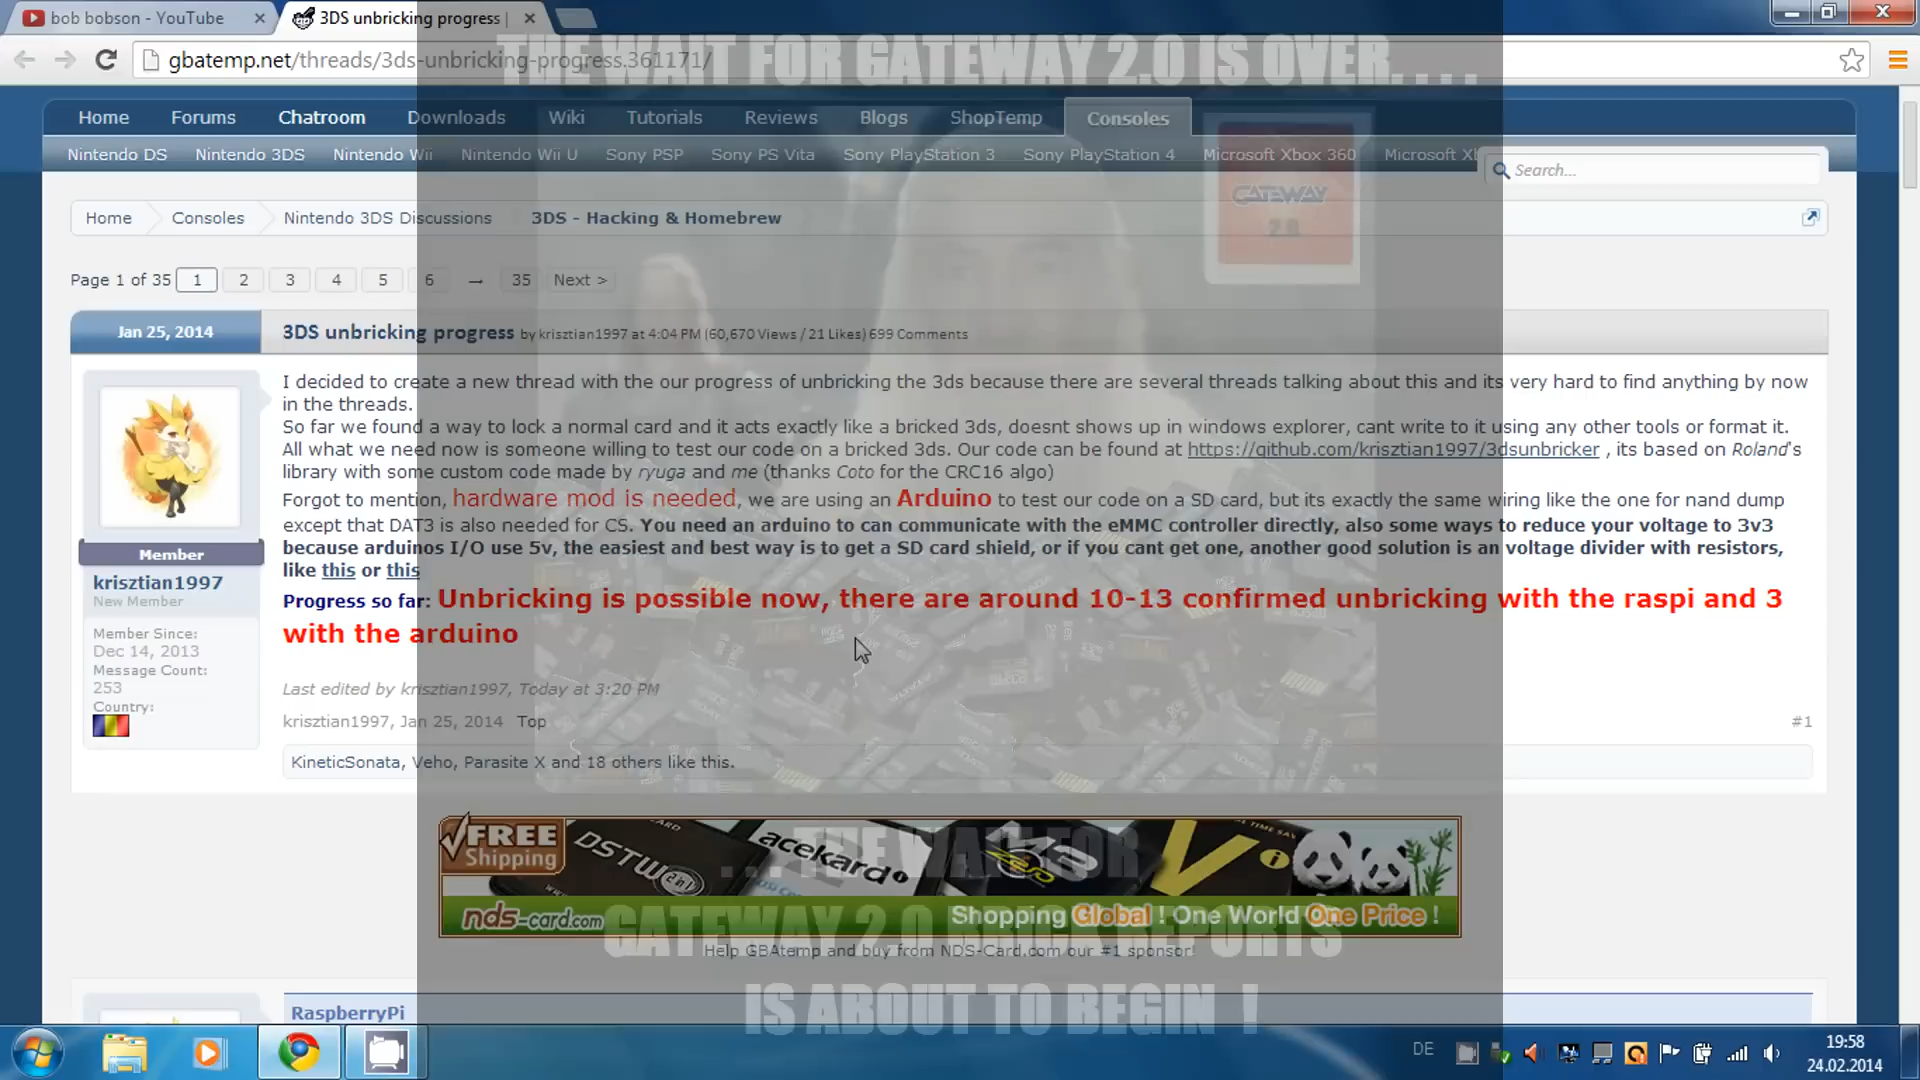 bob bobson - YouTube
3DS unbricking progress |
gbatemp.net/threads/3ds-unbricking-progress.361171/
THE WAIT FOR GATEWAY 2.0 IS OVER. . . .
Home Forums Chatroom Downloads Wiki Tutorials Reviews Blogs ShopTemp Consoles
Nintendo DS Nintendo 3DS Nintendo Wii Nintendo Wii U Sony PSP Sony PS Vita Sony PlayStation 3 Sony PlayStation 4 Microsoft Xbox 360 Microsoft Xb
Search...
GATEWAY
2.0
Home Consoles Nintendo 3DS Discussions 3DS - Hacking & Homebrew
Page 1 of 35 1 2 3 4 5 6 → 35 Next >
Jan 25, 2014
3DS unbricking progress by krisztian1997 at 4:04 PM (60,670 Views / 21 Likes) 699 Comments
I decided to create a new thread with the our progress of unbricking the 3ds because there are several threads talking about this and its very hard to find anything by now
in the threads.
So far we found a way to lock a normal card and it acts exactly like a bricked 3ds, doesnt shows up in windows explorer, cant write to it using any other tools or format it.
All what we need now is someone willing to test our code on a bricked 3ds. Our code can be found at https://github.com/krisztian1997/3dsunbricker , its based on Roland's
library with some custom code made by ryuga and me (thanks Coto for the CRC16 algo)
Forgot to mention, hardware mod is needed, we are using an Arduino to test our code on a SD card, but its exactly the same wiring like the one for nand dump
except that DAT3 is also needed for CS. You need an arduino to can communicate with the eMMC controller directly, also some ways to reduce your voltage to 3v3
because arduinos I/O use 5v, the easiest and best way is to get a SD card shield, or if you cant get one, another good solution is an voltage divider with resistors,
like this or this
Progress so far: Unbricking is possible now, there are around 10-13 confirmed unbricking with the raspi and 3
with the arduino
Member
krisztian1997
New Member
Member Since:
Dec 14, 2013
Message Count:
253
Country:
Last edited by krisztian1997, Today at 3:20 PM
krisztian1997, Jan 25, 2014 Top
#1
KineticSonata, Veho, Parasite X and 18 others like this.
FREE
Shipping
DSTWO
2in1
acekard
i
nds-card.com
Shopping Global ! One World One Price !
. . . THE WAIT FOR
GATEWAY 2.0 BRICK REPORTS
Help GBAtemp and buy from NDS-Card.com our #1 sponsor!
IS ABOUT TO BEGIN !
RaspberryPi
DE
19:58
24.02.2014